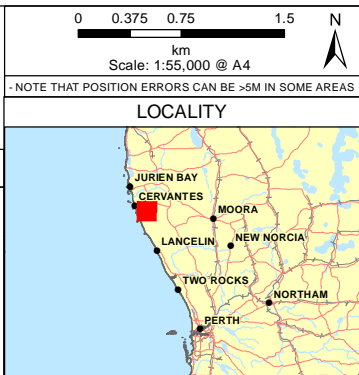 0 0.375 0.75 1.5
km
Scale: 1:55,000 @ A4
N
- NOTE THAT POSITION ERRORS CAN BE >5M IN SOME AREAS
LOCALITY
JURIEN BAY
CERVANTES
MOORA
NEW NORCIA
LANCELIN
TWO ROCKS
NORTHAM
PERTH